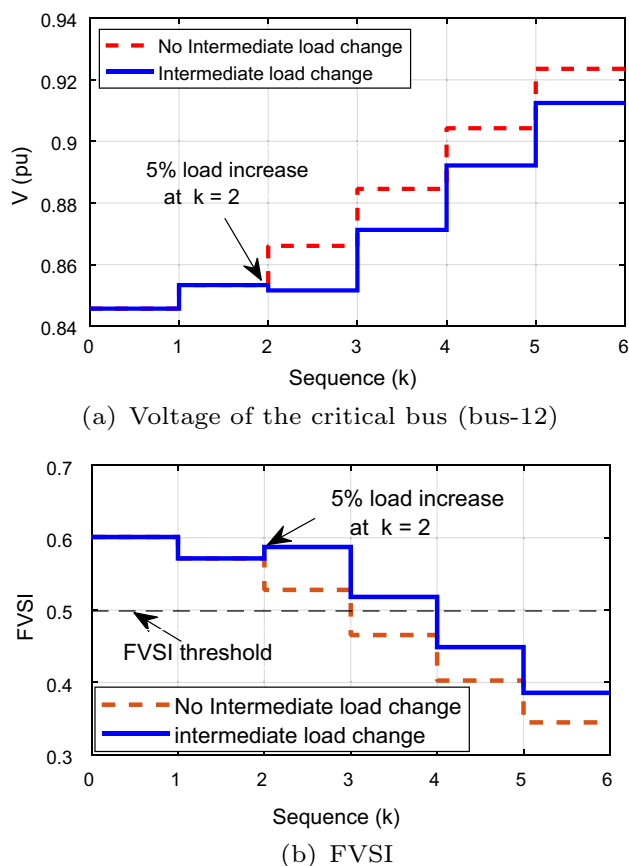 No Intermediate load change
Intermediate load change
5% load increase
at k = 2
V (pu)
0.92
0.9
0.88
0.86
0.84
0 1 2 3 4 5 6
Sequence (k)
(a) Voltage of the critical bus (bus-12)
0.7
0.6
0.5
0.4
0.3
FVSI
5% load increase
at k = 2
FVSI threshold
No Intermediate load change
intermediate load change
0 1 2 3 4 5 6
Sequence (k)
(b) FVSI